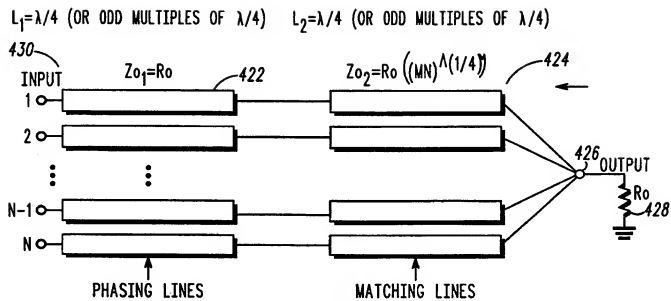 L1=λ/4 (OR ODD MULTIPLES OF λ/4) L2=λ/4 (OR ODD MULTIPLES OF λ/4)
430
INPUT
Zo1=Ro
422
Zo2=Ro((MN)^(1/4))
424
1
2
N-1
N
426
OUTPUT
Ro
428
PHASING LINES
MATCHING LINES